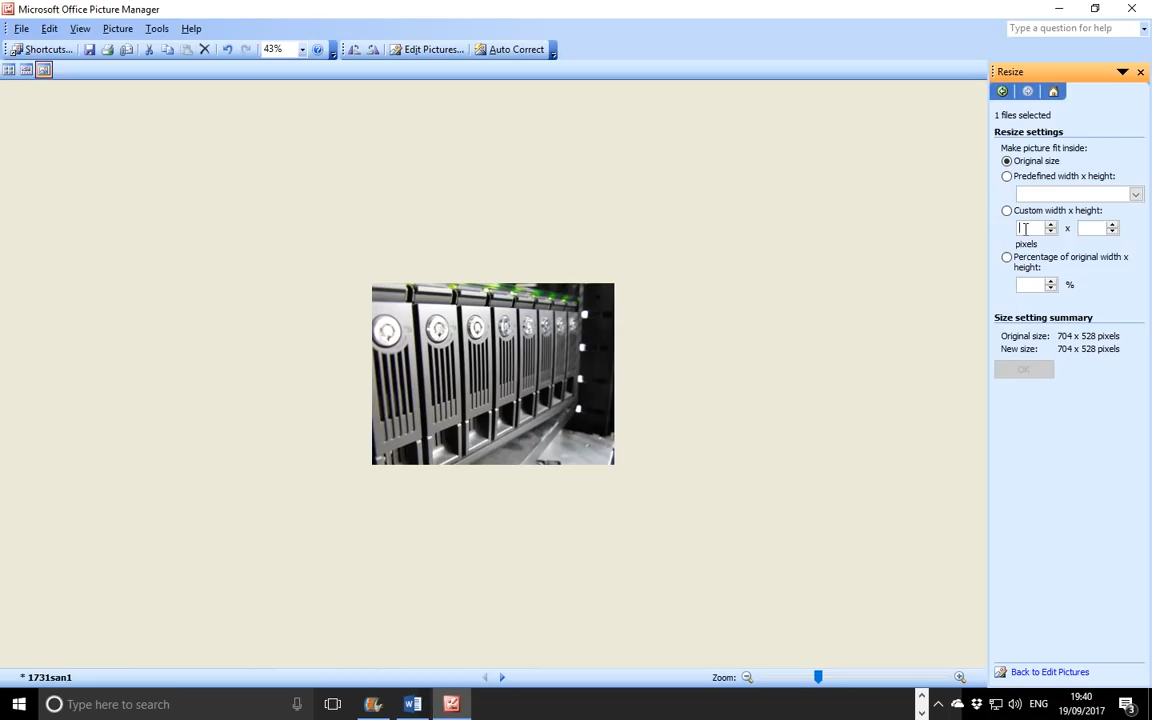 Microsoft Office Picture Manager
File Edit View Picture Tools Help
Type a question for help
Shortcuts... 43% Edit Pictures... Auto Correct
Resize
1 files selected
Resize settings
Make picture fit inside:
Original size
Predefined width x height:
Custom width x height:
x
pixels
Percentage of original width x
height:
%
Size setting summary
Original size: 704 x 528 pixels
New size: 704 x 528 pixels
OK
Back to Edit Pictures
* 1731san1
Zoom:
Type here to search
ENG
19:40
19/09/2017
3